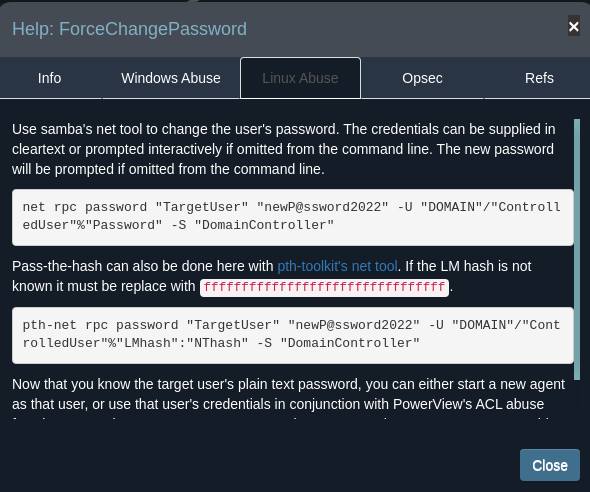 Help: ForceChangePassword
×
Info
Windows Abuse
Linux Abuse
Opsec
Refs
Use samba's net tool to change the user's password. The credentials can be supplied in
cleartext or prompted interactively if omitted from the command line. The new password
will be prompted if omitted from the command line.
net rpc password "TargetUser" "newP@ssword2022" -U "DOMAIN"/"Controll
edUser"%"Password" -S "DomainController"
Pass-the-hash can also be done here with pth-toolkit's net tool. If the LM hash is not
known it must be replace with ffffffffffffffffffffffffffffffff.
pth-net rpc password "TargetUser" "newP@ssword2022" -U "DOMAIN"/"Cont
rolledUser"%"LMhash":"NThash" -S "DomainController"
Now that you know the target user's plain text password, you can either start a new agent
as that user, or use that user's credentials in conjunction with PowerView's ACL abuse
Close